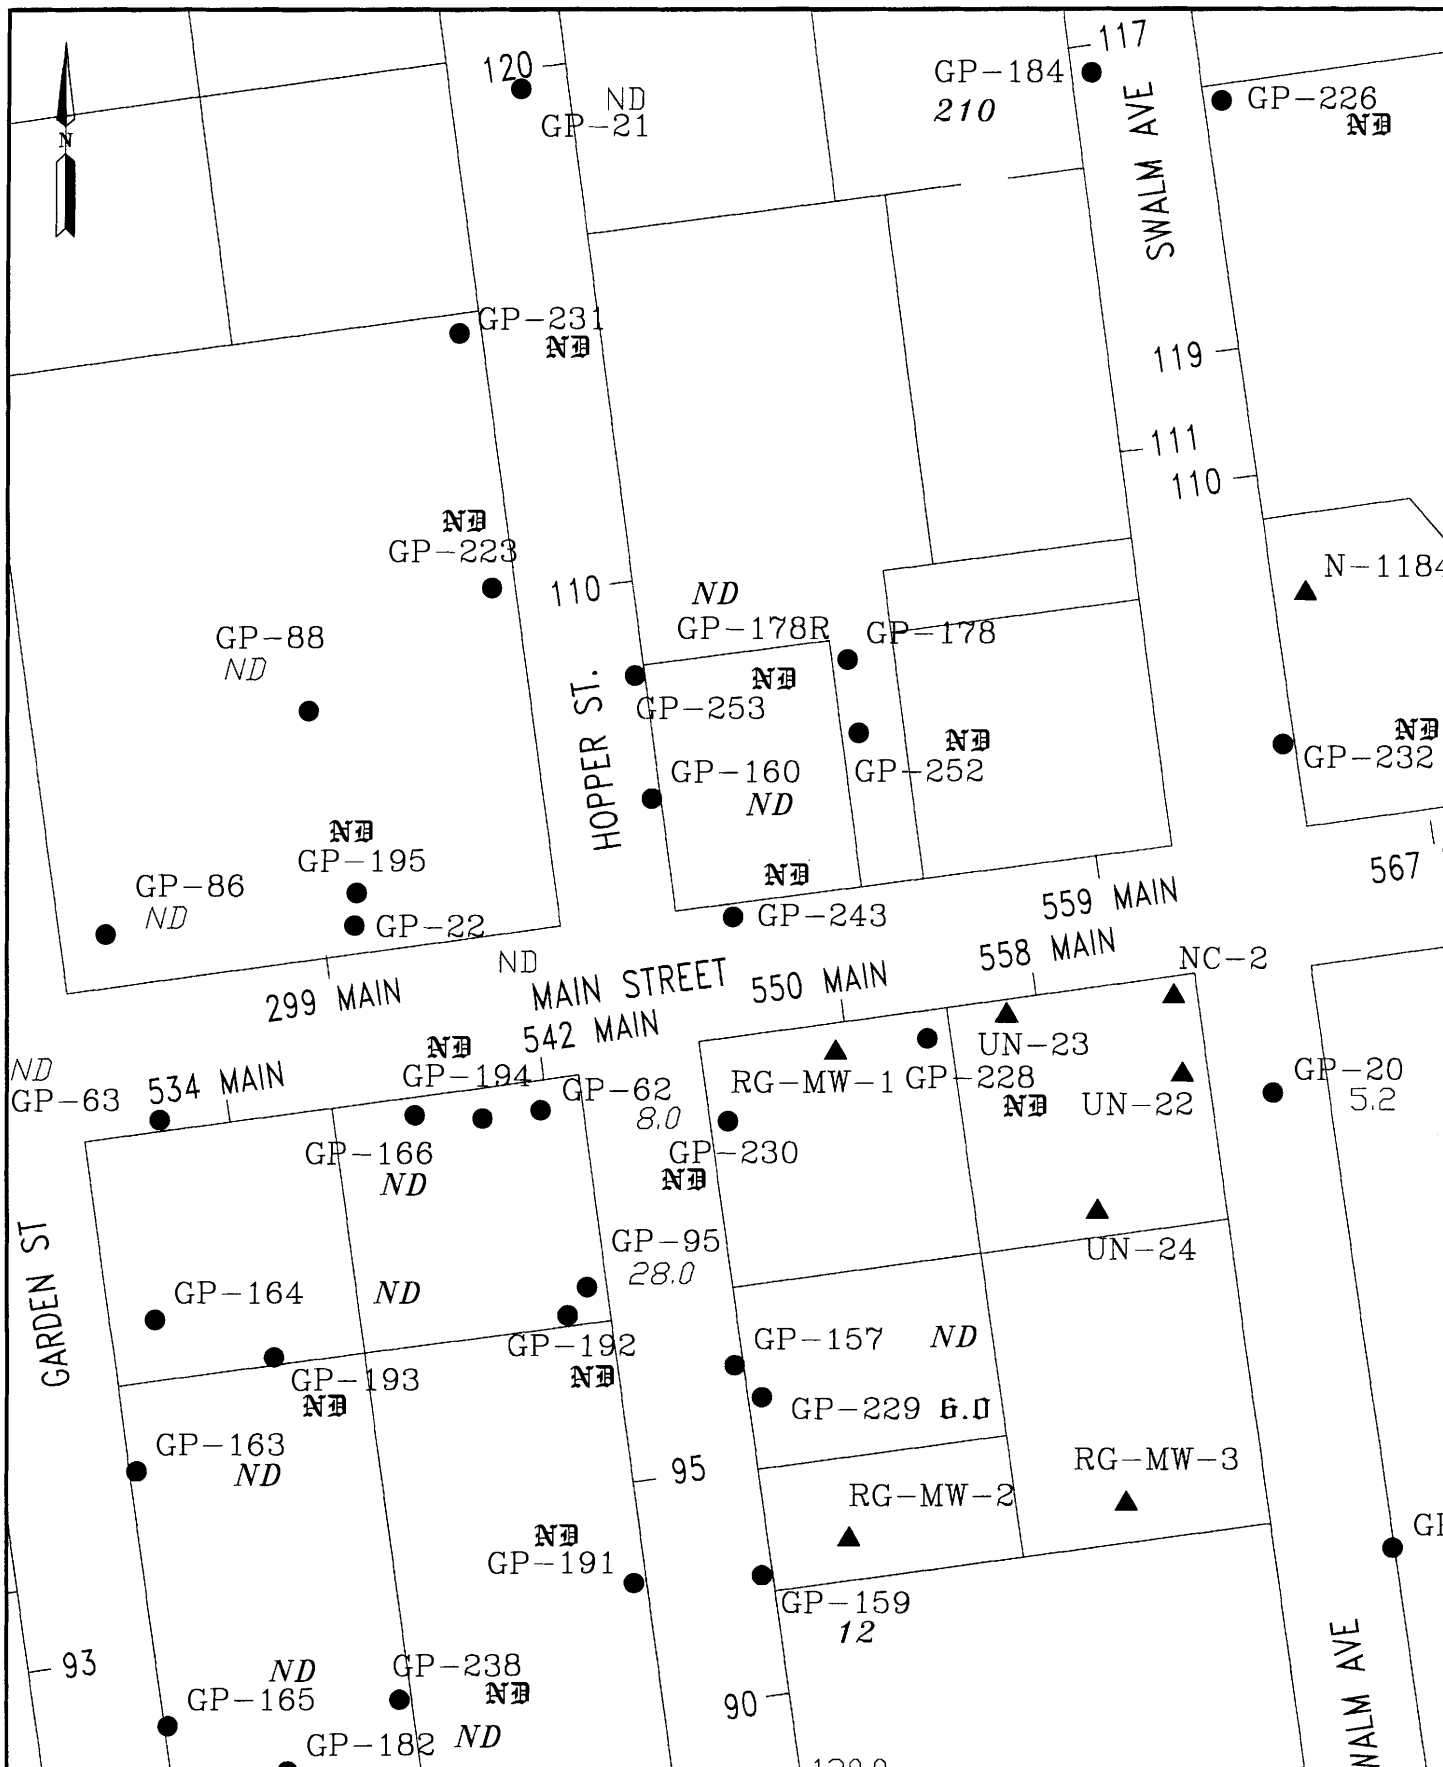 117
120
GP-184
210
ND
GP-21
GP-226
ND
N
SWALM AVE
GP-231
ND
119
111
110
ND
GP-223
N-1184
110
ND
GP-178R
GP-178
GP-88
ND
ND
GP-253
HOPPER ST.
ND
GP-252
ND
GP-232
GP-160
ND
ND
GP-195
ND
GP-86
ND
GP-22
GP-243
559 MAIN
567
ND
MAIN STREET
550 MAIN
558 MAIN
NC-2
299 MAIN
542 MAIN
ND
GP-63
534 MAIN
ND
GP-194
GP-62
8.0
RG-MW-1
GP-228
ND
UN-23
UN-22
GP-20
5.2
GP-166
ND
GP-230
ND
GARDEN ST
GP-95
28.0
UN-24
GP-164
ND
GP-192
ND
GP-157
ND
GP-193
ND
GP-229 6.0
GP-163
ND
95
RG-MW-2
RG-MW-3
ND
GP-191
GP-159
12
93
ND
GP-165
GP-238
ND
90
GP-182
ND
WALM AVE